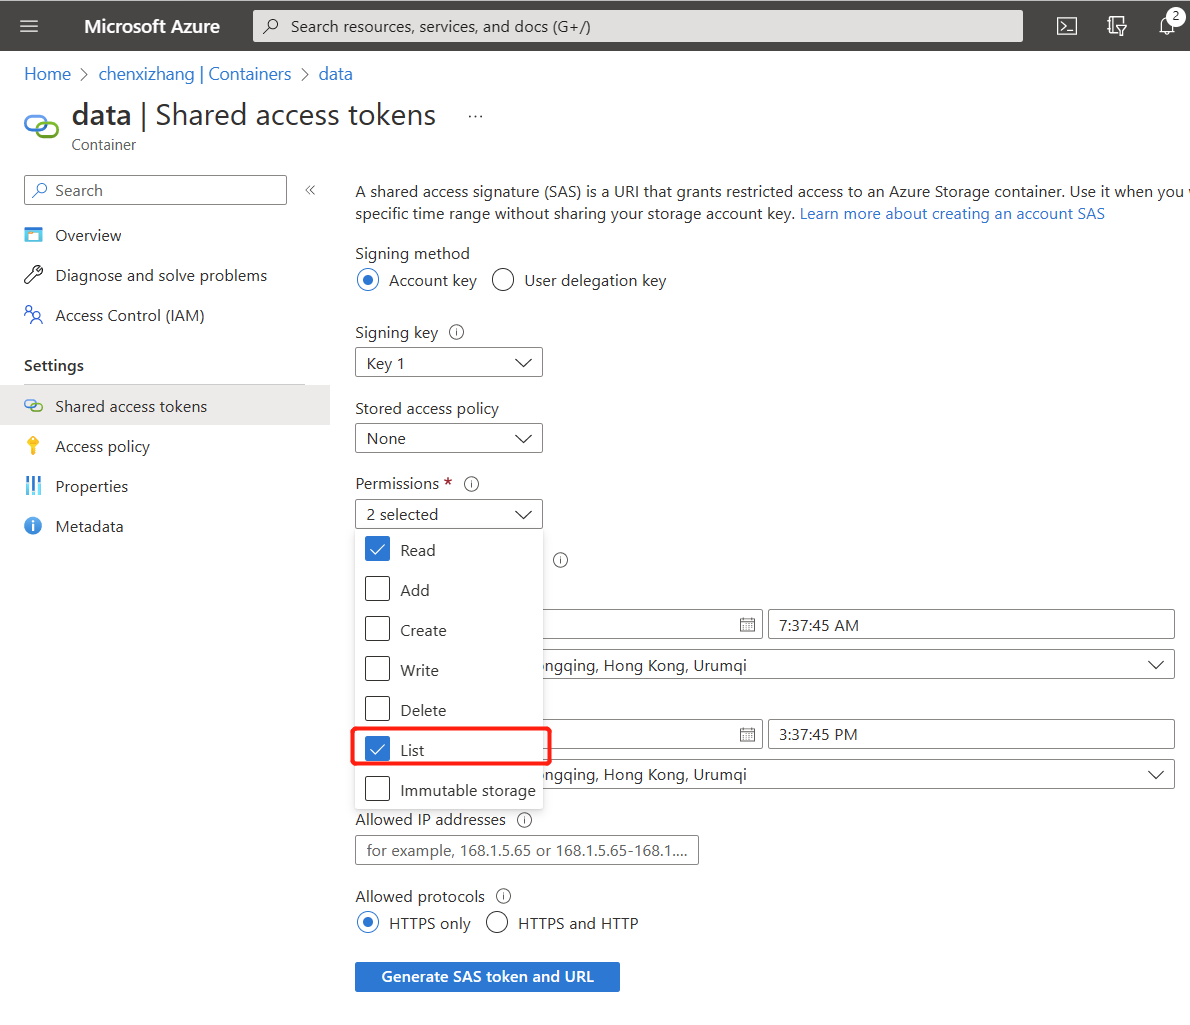 Microsoft Azure
Search resources, services, and docs (G+/)
2
Home > chenxizhang | Containers > data
data | Shared access tokens ...
Container
Search
«
Overview
Diagnose and solve problems
Access Control (IAM)
Settings
Shared access tokens
Access policy
Properties
Metadata
A shared access signature (SAS) is a URI that grants restricted access to an Azure Storage container. Use it when you
specific time range without sharing your storage account key. Learn more about creating an account SAS
Signing method
Account key
User delegation key
Signing key
Key 1
Stored access policy
None
Permissions *
2 selected
Read
Add
Create
Write
Delete
List
Immutable storage
7:37:45 AM
ongqing, Hong Kong, Urumqi
3:37:45 PM
ongqing, Hong Kong, Urumqi
Allowed IP addresses
for example, 168.1.5.65 or 168.1.5.65-168.1....
Allowed protocols
HTTPS only
HTTPS and HTTP
Generate SAS token and URL